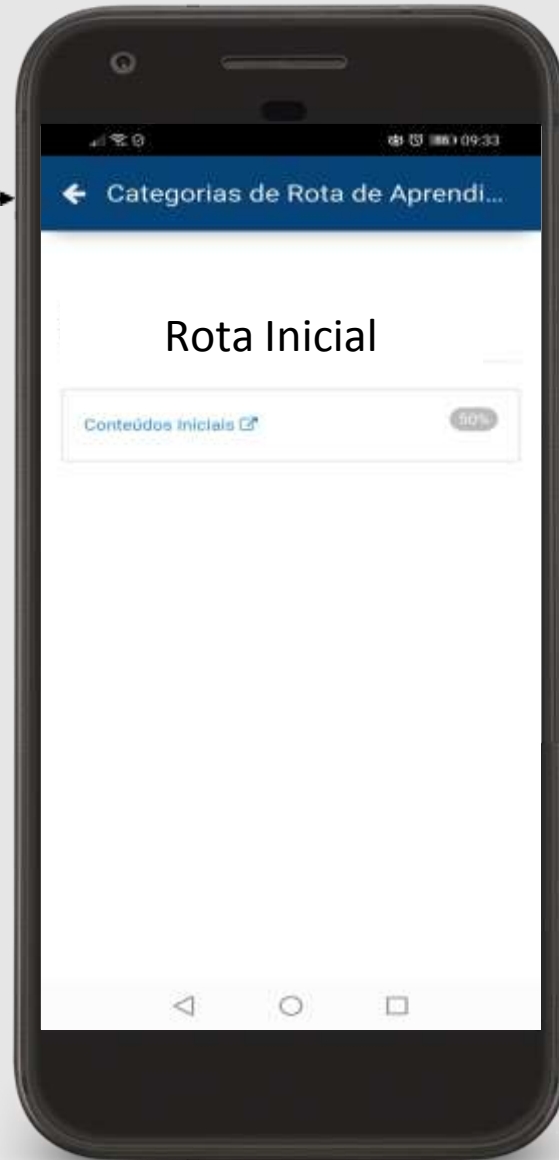 09:33
Categorias de Rota de Aprendi...
Rota Inicial
Conteúdos Iniciais
50%